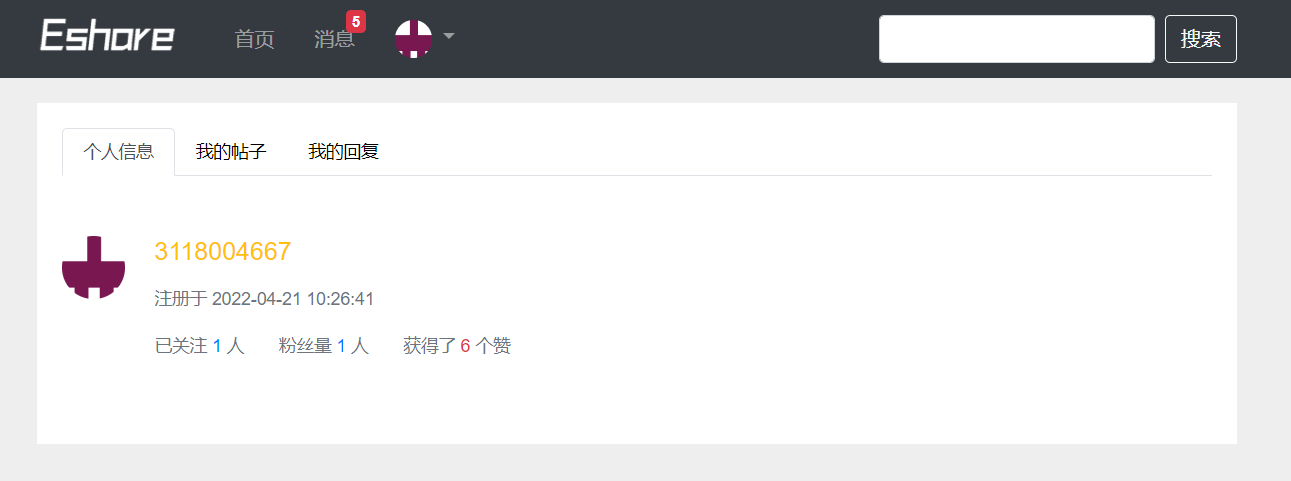 Eshare 首页 消息 5 搜索
个人信息 我的帖子 我的回复
3118004667
注册于 2022-04-21 10:26:41
已关注 1 人 粉丝量 1 人 获得了 6 个赞